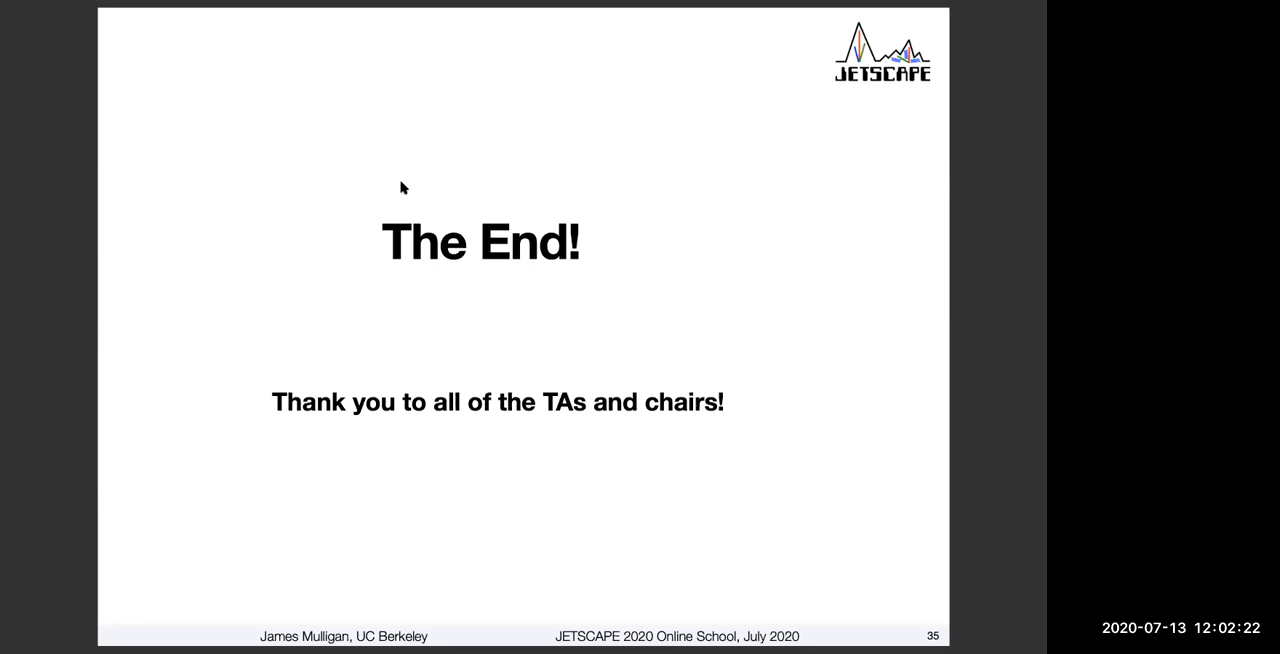 JETSCAPE
The End!
Thank you to all of the TAs and chairs!
James Mulligan, UC Berkeley JETSCAPE 2020 Online School, July 2020 35
2020-07-13 12:02:22